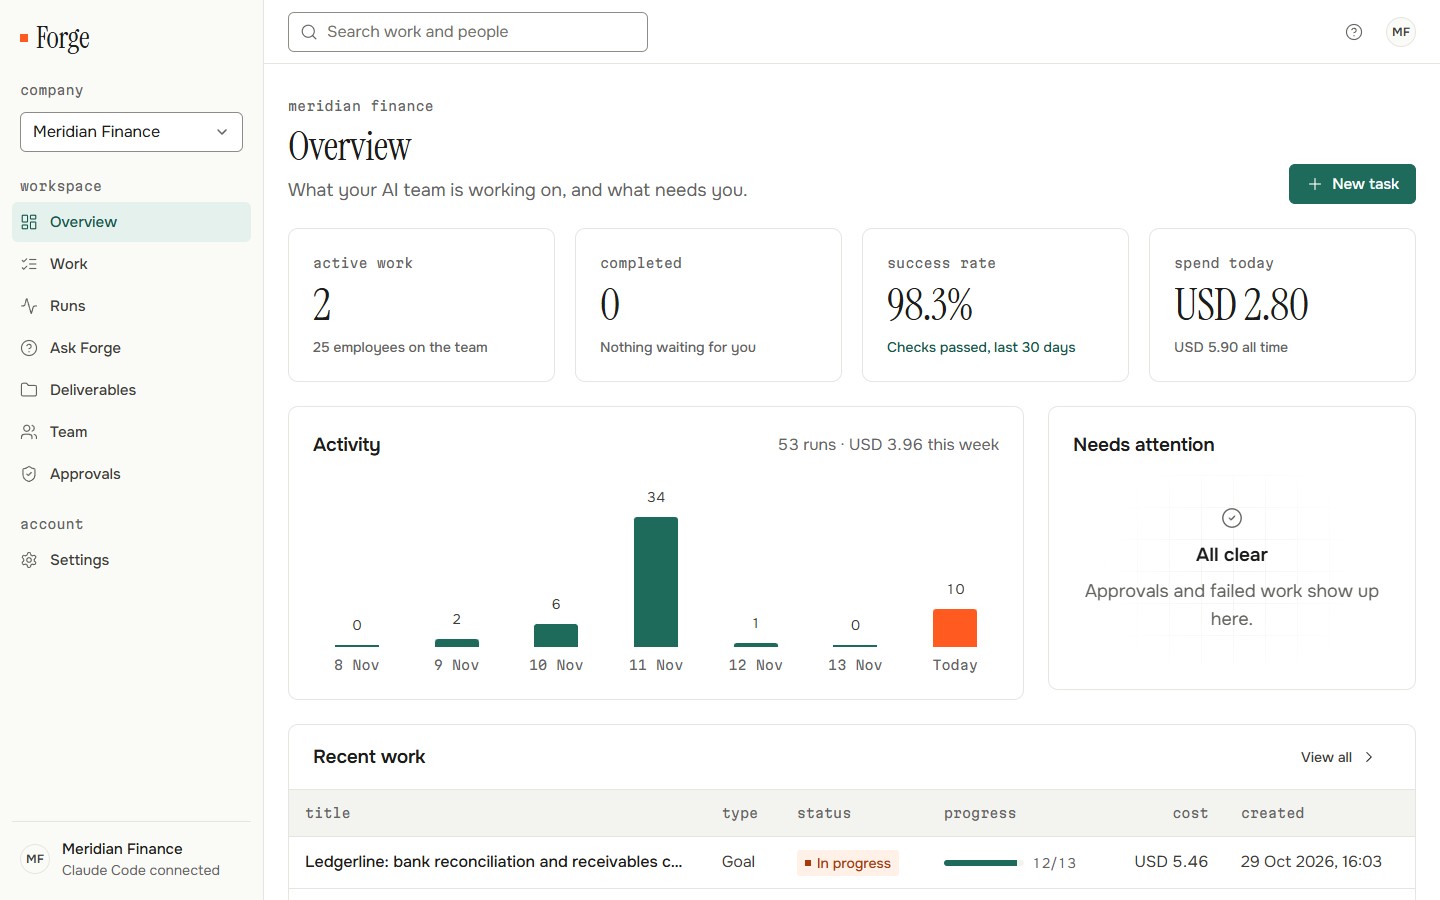 Forge
company
Meridian Finance
workspace
Overview
Work
Runs
Ask Forge
Deliverables
Team
Approvals
account
Settings
MF
Meridian Finance
Claude Code connected
Search work and people
MF
meridian finance
Overview
What your AI team is working on, and what needs you.
New task
active work
2
25 employees on the team
completed
0
Nothing waiting for you
success rate
98.3%
Checks passed, last 30 days
spend today
USD 2.80
USD 5.90 all time
Activity
53 runs · USD 3.96 this week
0
2
6
34
1
0
10
8 Nov
9 Nov
10 Nov
11 Nov
12 Nov
13 Nov
Today
Needs attention
All clear
Approvals and failed work show up
here.
Recent work
View all
title type status progress cost created
Ledgerline: bank reconciliation and receivables c... Goal In progress 12/13 USD 5.46 29 Oct 2026, 16:03